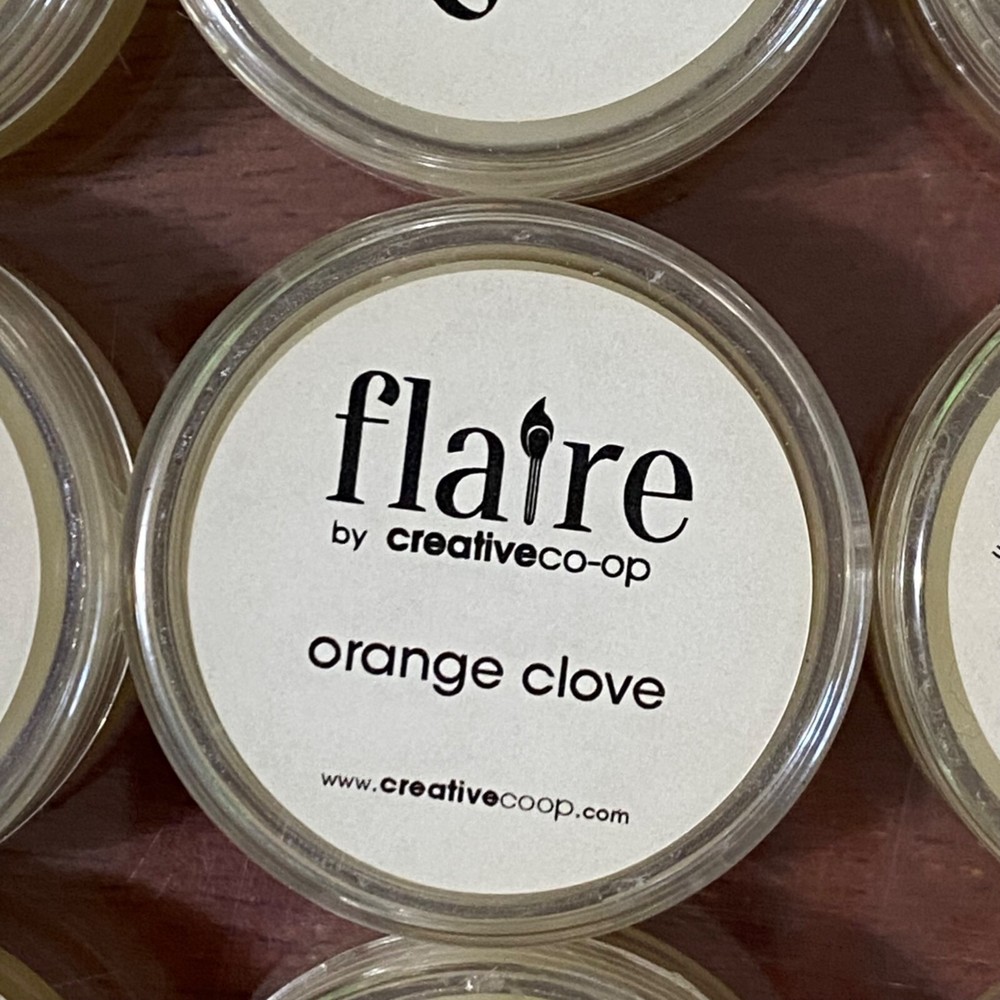 flaire
by creativeco-op
orange clove
www.creativecoop.com